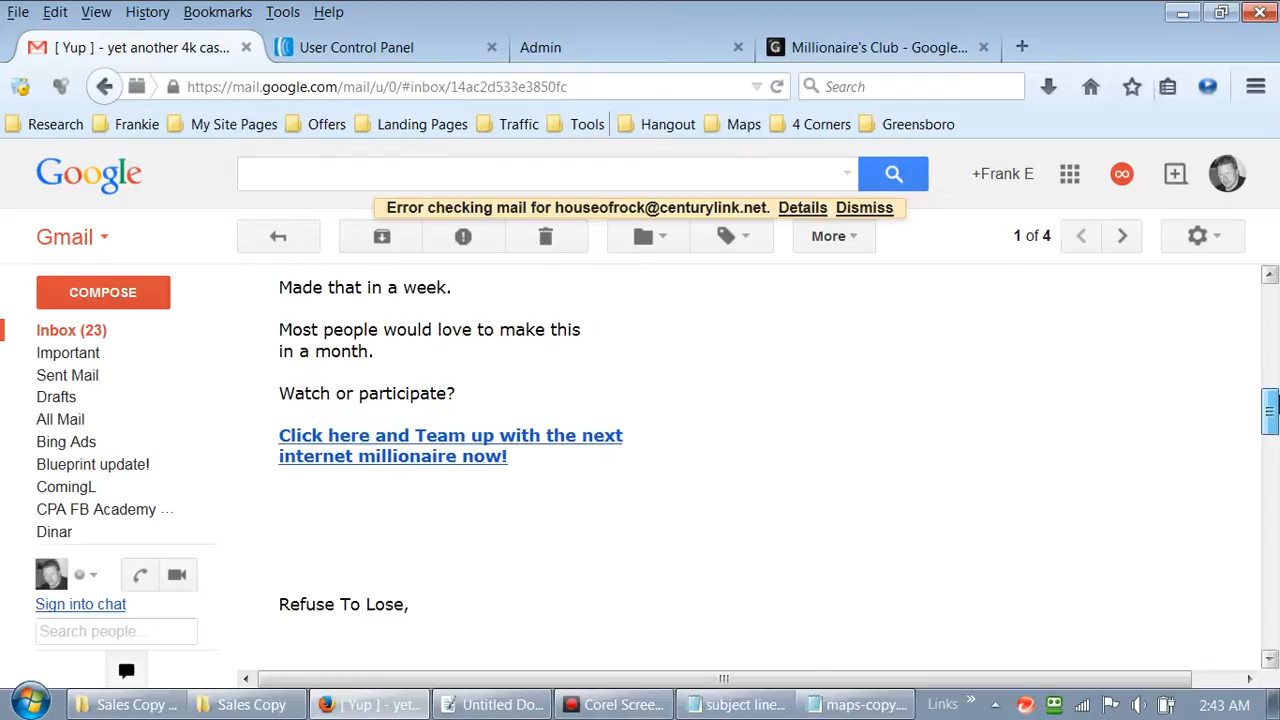 File Edit View History Bookmarks Tools Help
[ Yup ] - yet another 4k cas... User Control Panel Admin Millionaire's Club - Google...
https://mail.google.com/mail/u/0/#inbox/14ac2d533e3850fc Search
Research Frankie My Site Pages Offers Landing Pages Traffic Tools Hangout Maps 4 Corners Greensboro
Google +Frank E
Error checking mail for houseofrock@centurylink.net. Details Dismiss
Gmail More 1 of 4
COMPOSE
Inbox (23)
Important
Sent Mail
Drafts
All Mail
Bing Ads
Blueprint update!
ComingL
CPA FB Academy ...
Dinar
Sign into chat
Search people...
Made that in a week.
Most people would love to make this
in a month.
Watch or participate?
Click here and Team up with the next
internet millionaire now!
Refuse To Lose,
Sales Copy ... Sales Copy [ Yup ] - yet... Untitled Do... Corel Scree... subject line... maps-copy... Links » 2:43 AM